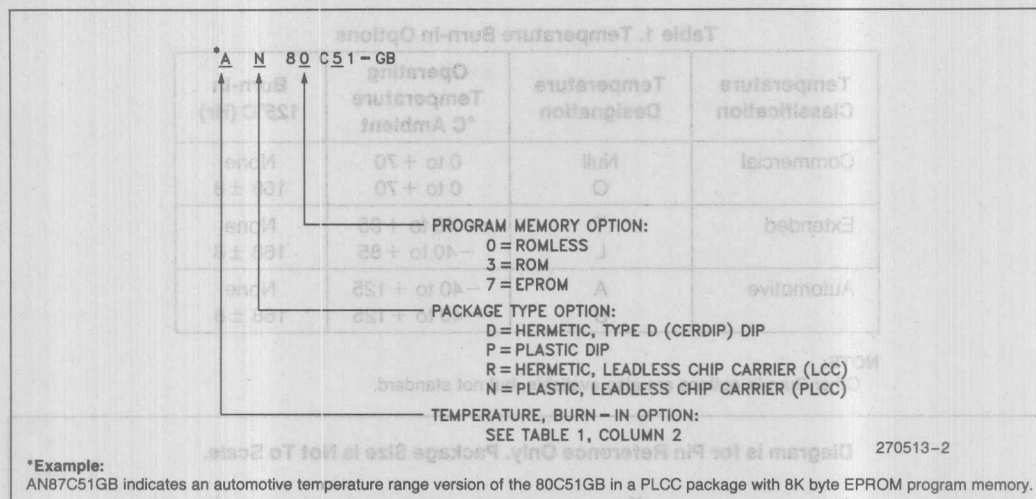 *A N 80C51-GB
PROGRAM MEMORY OPTION:
0 = ROMLESS
3 = ROM
7 = EPROM
PACKAGE TYPE OPTION:
D = HERMETIC, TYPE D (CERDIP) DIP
P = PLASTIC DIP
R = HERMETIC, LEADLESS CHIP CARRIER (LCC)
N = PLASTIC, LEADLESS CHIP CARRIER (PLCC)
TEMPERATURE, BURN-IN OPTION:
SEE TABLE 1, COLUMN 2
270513-2
*Example:
AN87C51GB indicates an automotive temperature range version of the 80C51GB in a PLCC package with 8K byte EPROM program memory.